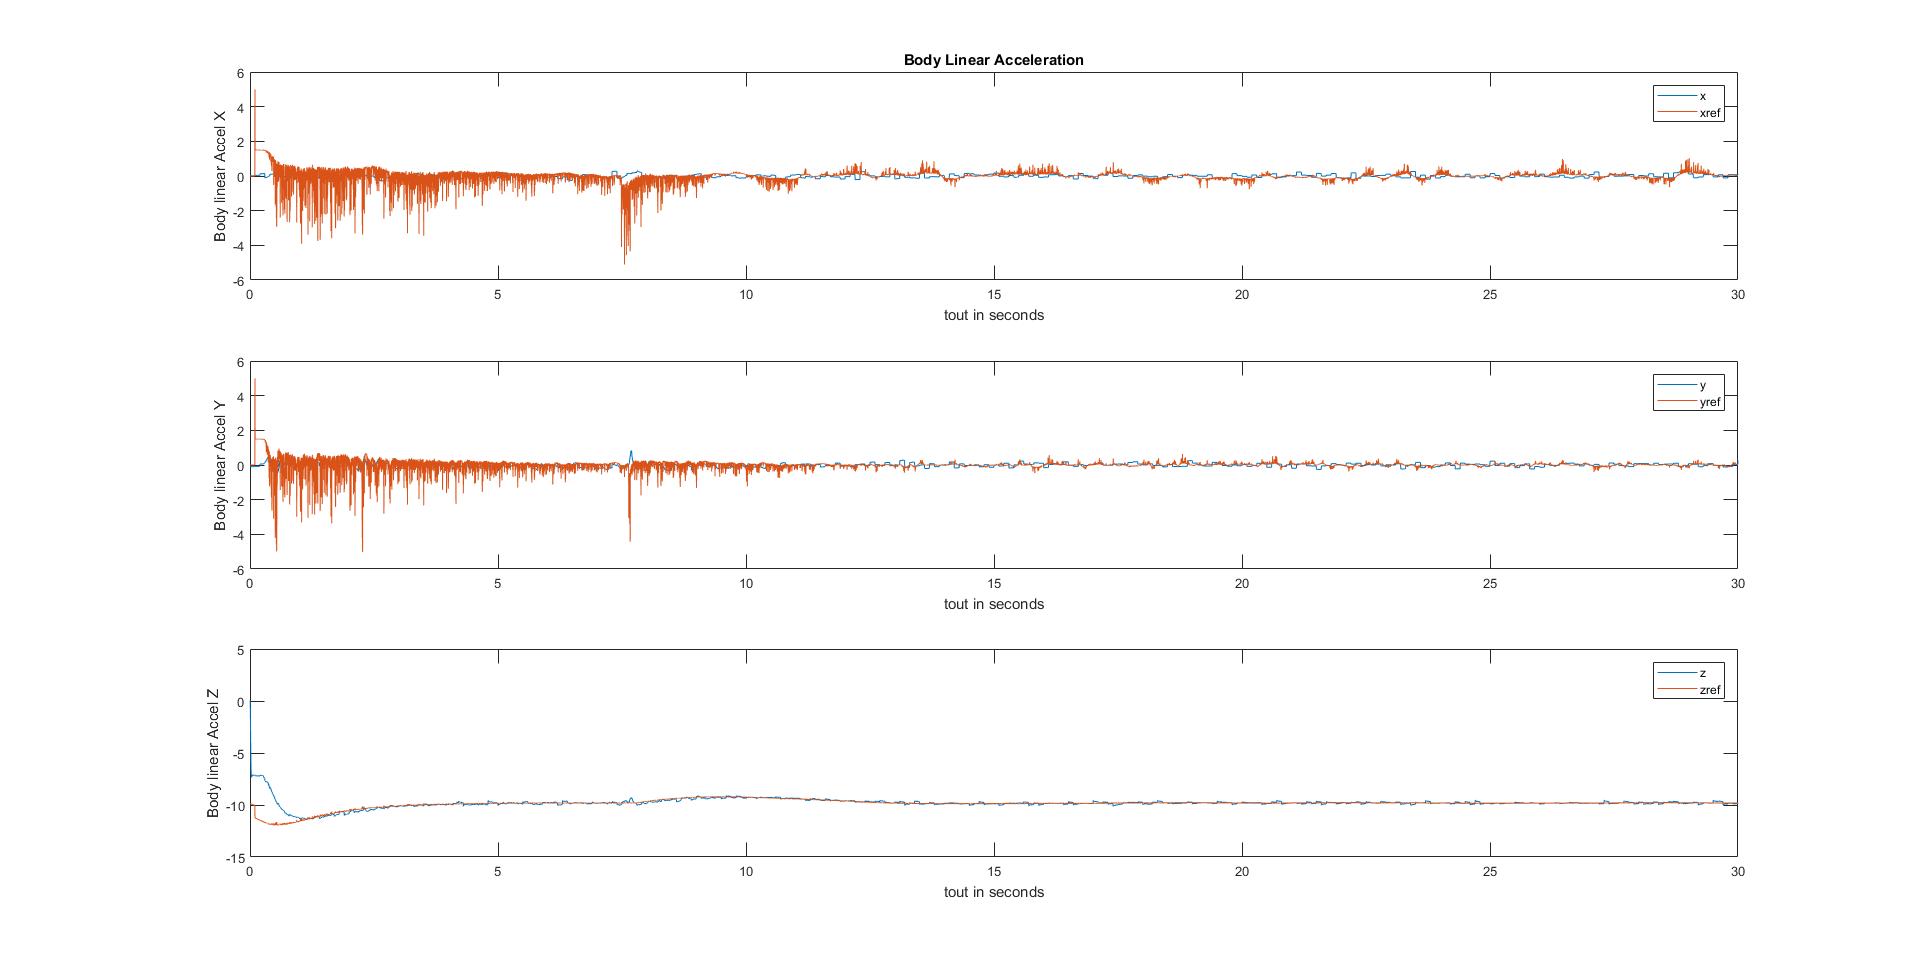 Body Linear Acceleration
6
4
2
0
-2
-4
-6
Body linear Accel X
x
xref
0 5 10 15 20 25 30
tout in seconds
6
4
2
0
-2
-4
-6
Body linear Accel Y
y
yref
0 5 10 15 20 25 30
tout in seconds
5
0
-5
-10
-15
Body linear Accel Z
z
zref
0 5 10 15 20 25 30
tout in seconds